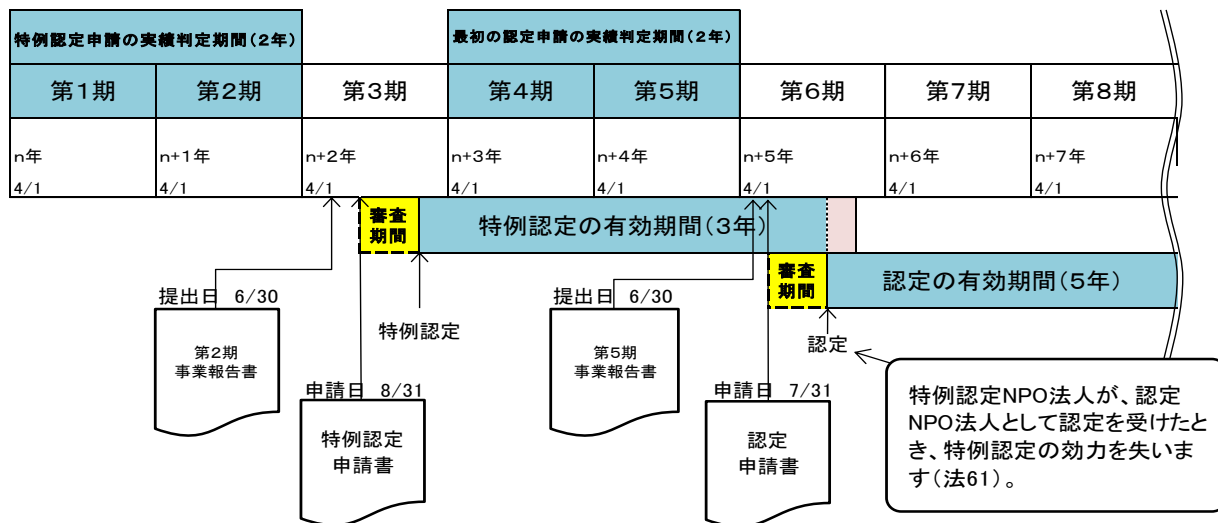 特例認定申請の実績判定期間(2年)
最初の認定申請の実績判定期間(2年)
第1期
第2期
第3期
第4期
第5期
第6期
第7期
第8期
n年
4/1
n+1年
4/1
n+2年
4/1
n+3年
4/1
n+4年
4/1
n+5年
4/1
n+6年
4/1
n+7年
4/1
審査
期間
特例認定の有効期間(3年)
審査
期間
認定の有効期間(5年)
提出日 6/30
第2期
事業報告書
特例認定
申請日 8/31
特例認定
申請書
提出日 6/30
第5期
事業報告書
申請日 7/31
認定
申請書
認定
特例認定NPO法人が、認定
NPO法人として認定を受けたと
き、特例認定の効力を失いま
す(法61)。